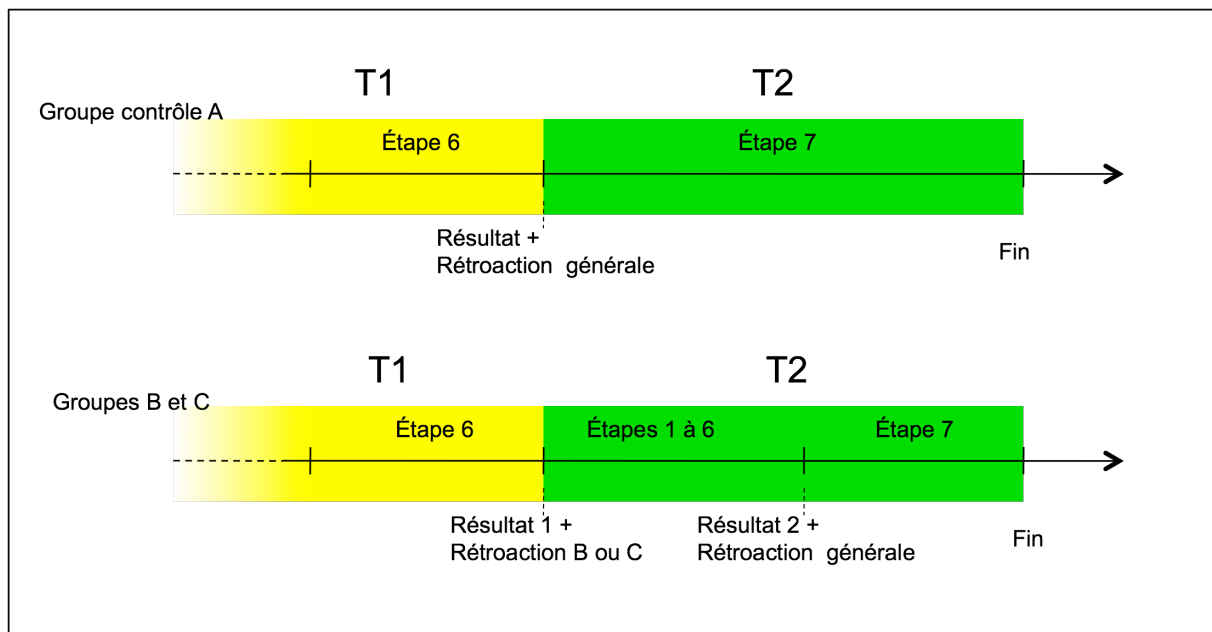 T1
T2
Groupe contrôle A
Étape 6
Étape 7
Résultat +
Rétroaction générale
Fin
T1
T2
Groupes B et C
Étape 6
Étapes 1 à 6
Étape 7
Résultat 1 +
Rétroaction B ou C
Résultat 2 +
Rétroaction générale
Fin